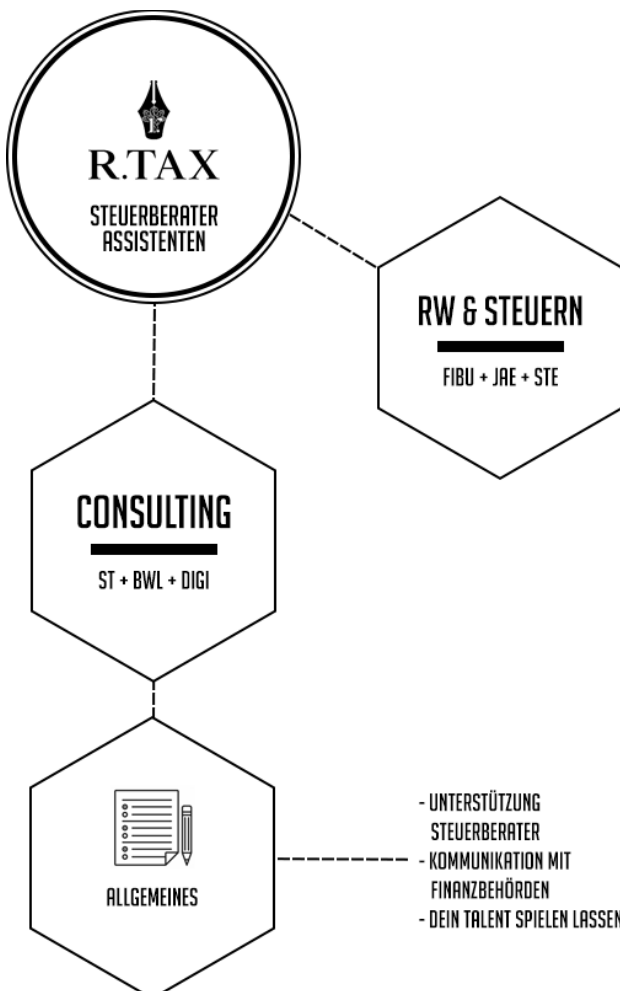 R.TAX
STEUERBERATER
ASSISTENTEN
RW & STEUERN
FIBU + JAE + STE
CONSULTING
ST + BWL + DIGI
ALLGEMEINES
- UNTERSTÜTZUNG
STEUERBERATER
- KOMMUNIKATION MIT
FINANZBEHÖRDEN
- DEIN TALENT SPIELEN LASSEN